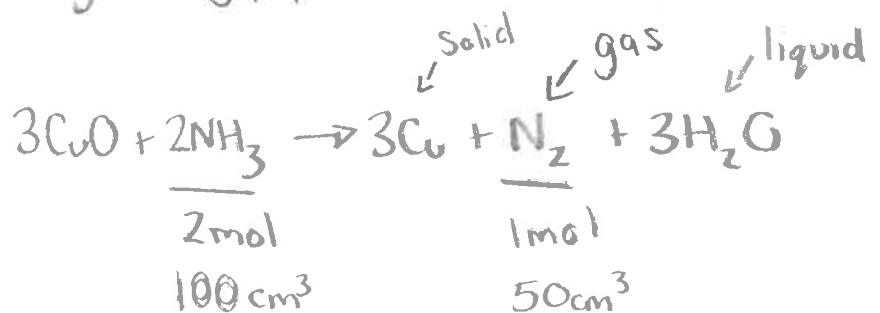 solid gas liquid
3CuO + 2NH₃ → 3Cu + N₂ + 3H₂O
2mol 1mol
100cm³ 50cm³